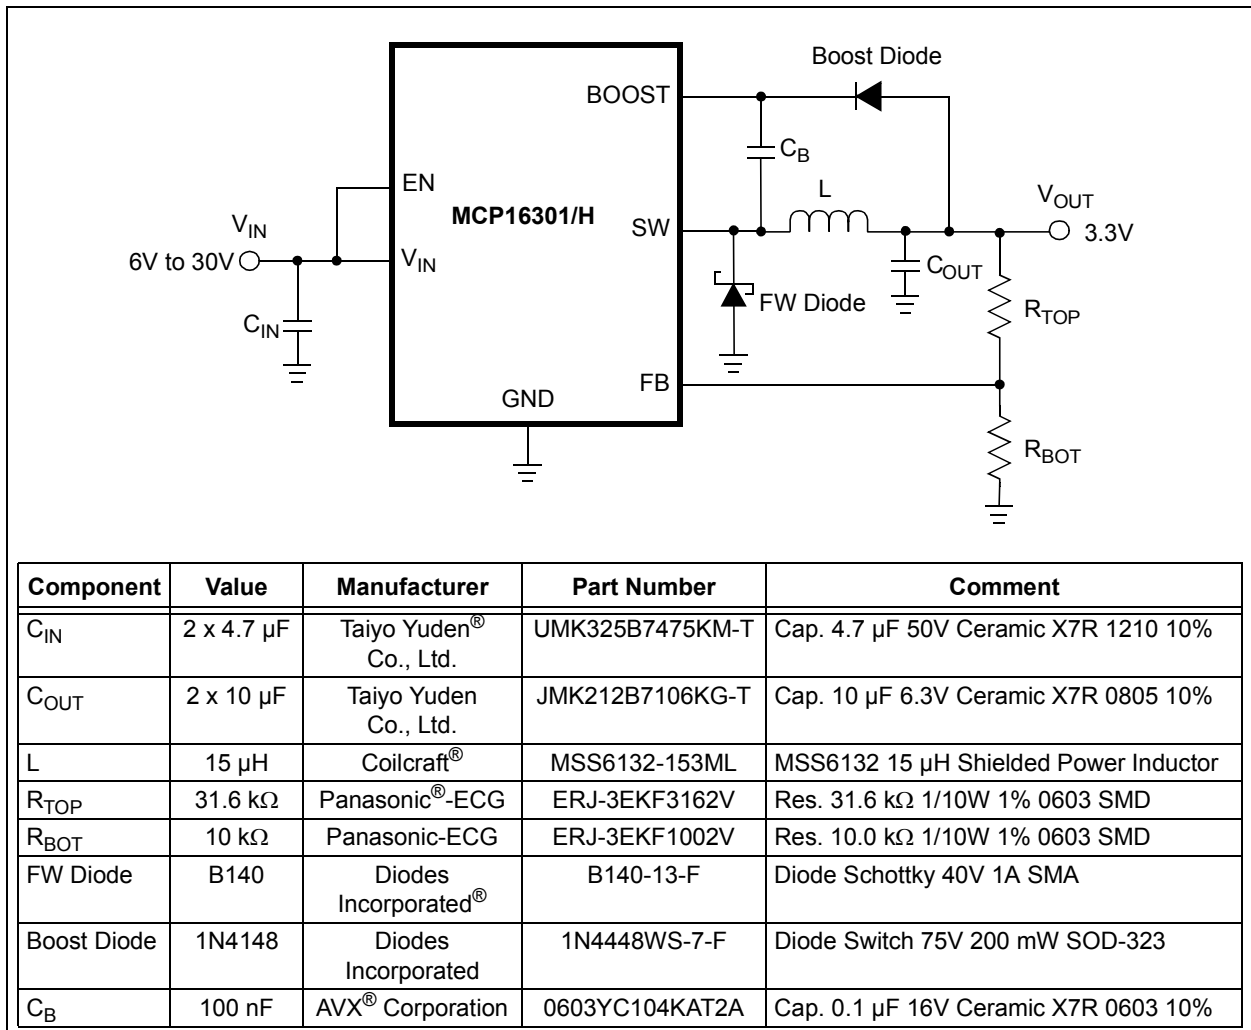 Boost Diode
BOOST
C_B
EN
L
V_OUT
V_IN
MCP16301/H
SW
3.3V
6V to 30V
V_IN
C_OUT
FW Diode
R_TOP
C_IN
FB
GND
R_BOT
Component Value Manufacturer Part Number Comment
C_IN 2 x 4.7 µF Taiyo Yuden® UMK325B7475KM-T Cap. 4.7 µF 50V Ceramic X7R 1210 10%
Co., Ltd.
C_OUT 2 x 10 µF Taiyo Yuden JMK212B7106KG-T Cap. 10 µF 6.3V Ceramic X7R 0805 10%
Co., Ltd.
L 15 µH Coilcraft® MSS6132-153ML MSS6132 15 µH Shielded Power Inductor
R_TOP 31.6 kΩ Panasonic®-ECG ERJ-3EKF3162V Res. 31.6 kΩ 1/10W 1% 0603 SMD
R_BOT 10 kΩ Panasonic-ECG ERJ-3EKF1002V Res. 10.0 kΩ 1/10W 1% 0603 SMD
FW Diode B140 Diodes B140-13-F Diode Schottky 40V 1A SMA
Incorporated®
Boost Diode 1N4148 Diodes 1N4448WS-7-F Diode Switch 75V 200 mW SOD-323
Incorporated
C_B 100 nF AVX® Corporation 0603YC104KAT2A Cap. 0.1 µF 16V Ceramic X7R 0603 10%